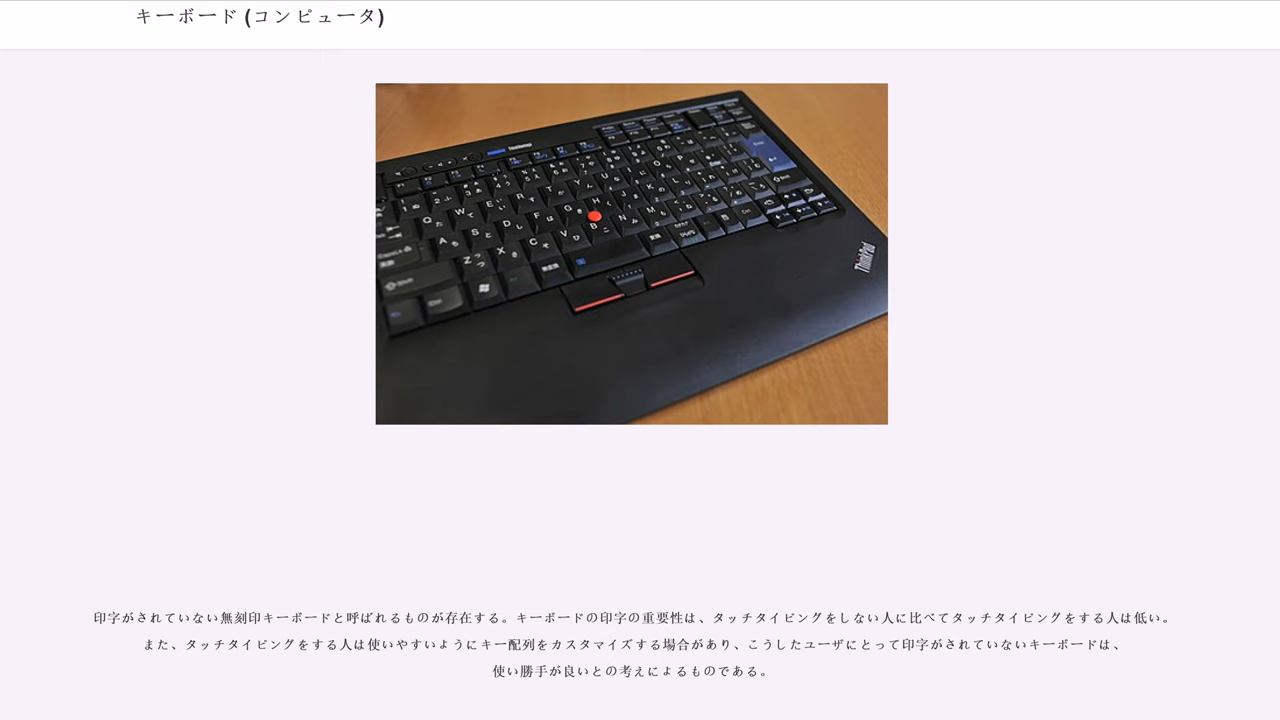 キーボード (コンピュータ)
ThinkPad
印字がされていない無刻印キーボードと呼ばれるものが存在する。キーボードの印字の重要性は、タッチタイピングをしない人に比べてタッチタイピングをする人は低い。
また、タッチタイピングをする人は使いやすいようにキー配列をカスタマイズする場合があり、こうしたユーザにとって印字がされていないキーボードは、
使い勝手が良いとの考えによるものである。